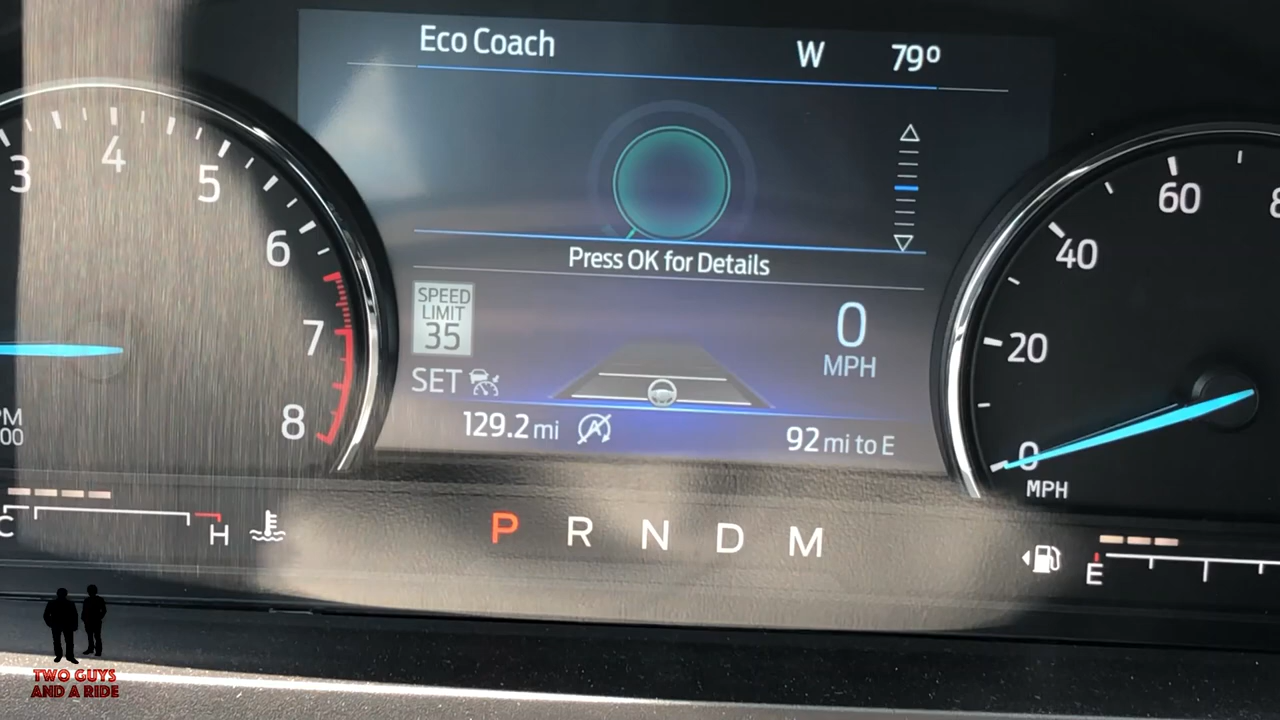 Eco Coach W 79º
Press OK for Details
SPEED
LIMIT
35
SET
0
MPH
129.2 mi
92 mi to E
3 4 5 6 7 8
60
40
20
0
MPH
C H
P R N D M
E
TWO GUYS
AND A RIDE